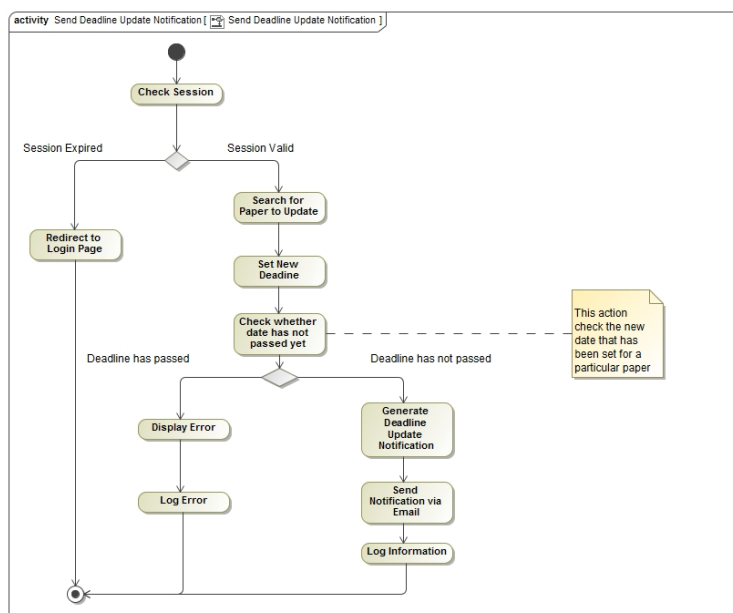 activity Send Deadline Update Notification [ Send Deadline Update Notification ]
Check Session
Session Expired
Session Valid
Search for
Paper to Update
Redirect to
Login Page
Set New
Deadine
Check whether
date has not
passed yet
This action
check the new
date that has
been set for a
particular paper
Deadline has passed
Deadline has not passed
Display Error
Generate
Deadline
Update
Notification
Log Error
Send
Notification via
Email
Log Information